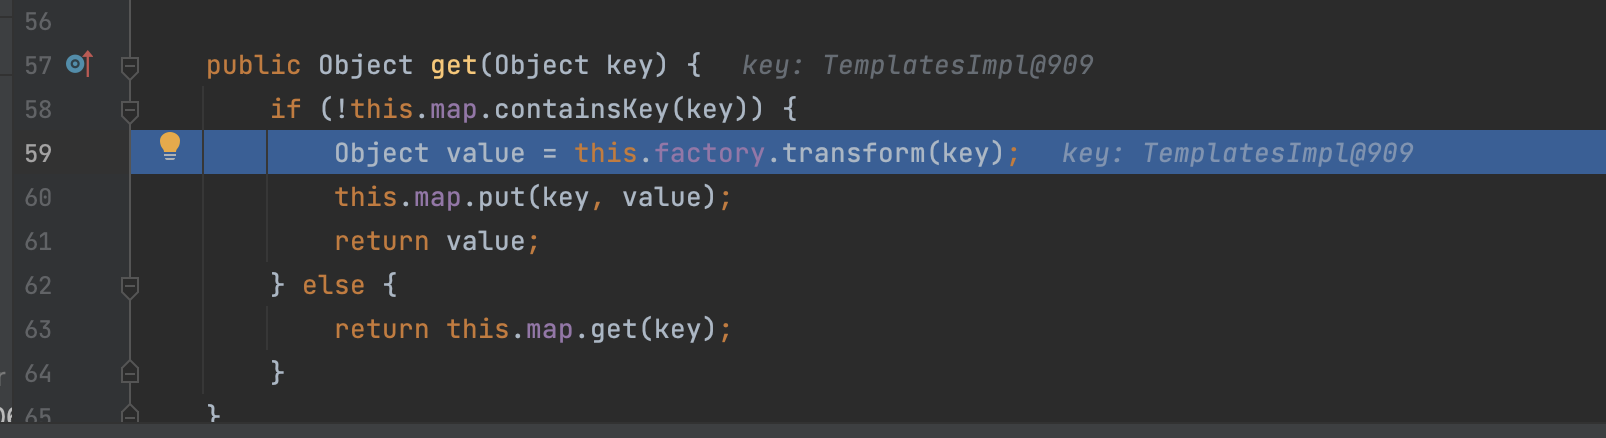 56
57 public Object get(Object key) { key: TemplatesImpl@909
58 if (!this.map.containsKey(key)) {
59 Object value = this.factory.transform(key); key: TemplatesImpl@909
60 this.map.put(key, value);
61 return value;
62 } else {
63 return this.map.get(key);
64 }
65 }